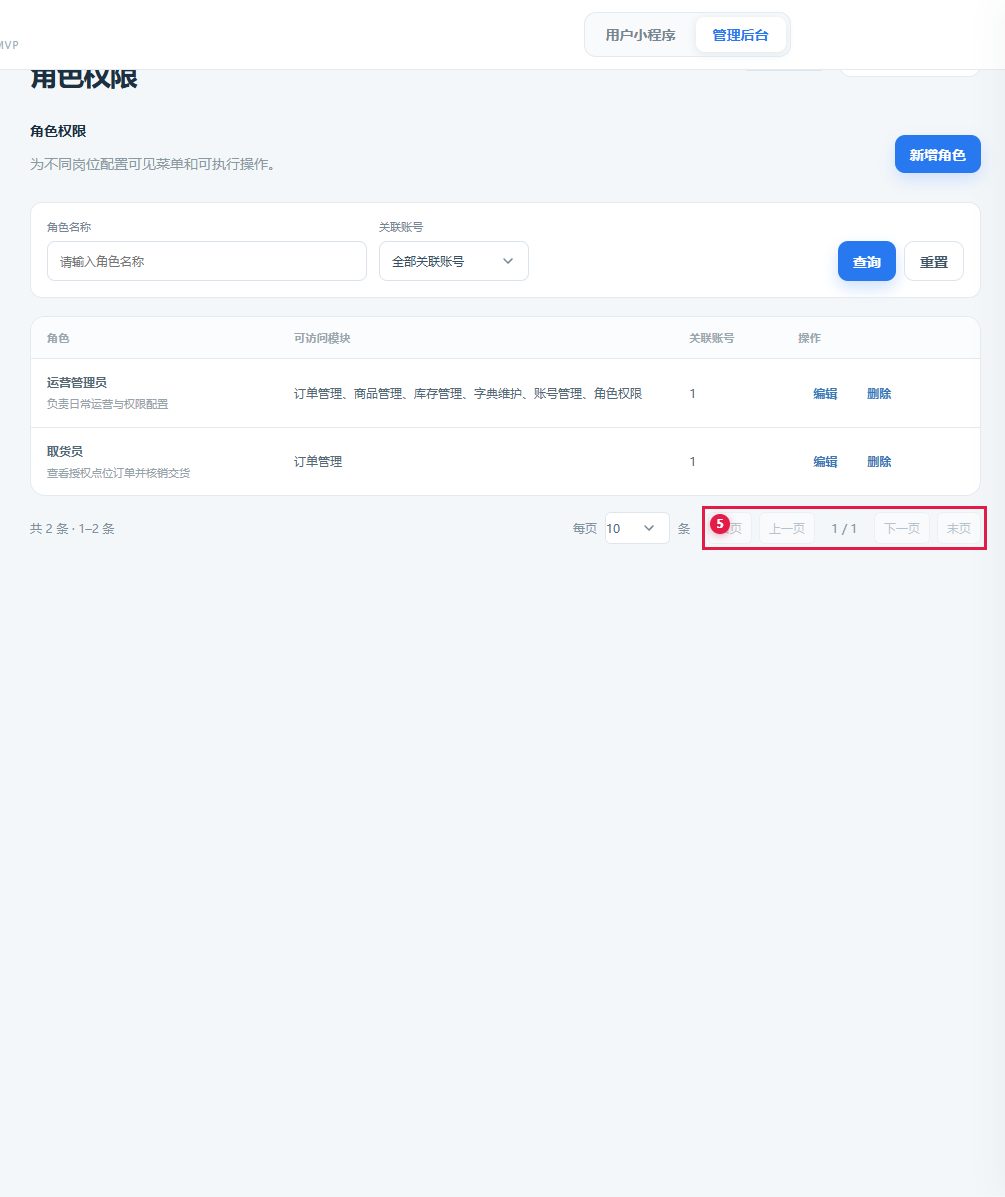 MVP
用户小程序
管理后台
角色权限
角色权限
为不同岗位配置可见菜单和可执行操作。
新增角色
角色名称
关联账号
请输入角色名称
全部关联账号
查询
重置
角色
可访问模块
关联账号
操作
运营管理员
负责日常运营与权限配置
订单管理、商品管理、库存管理、字典维护、账号管理、角色权限
1
编辑
删除
取货员
查看授权点位订单并核销交货
订单管理
1
编辑
删除
共 2 条 · 1–2 条
每页
10
条
5
页
上一页
1 / 1
下一页
末页